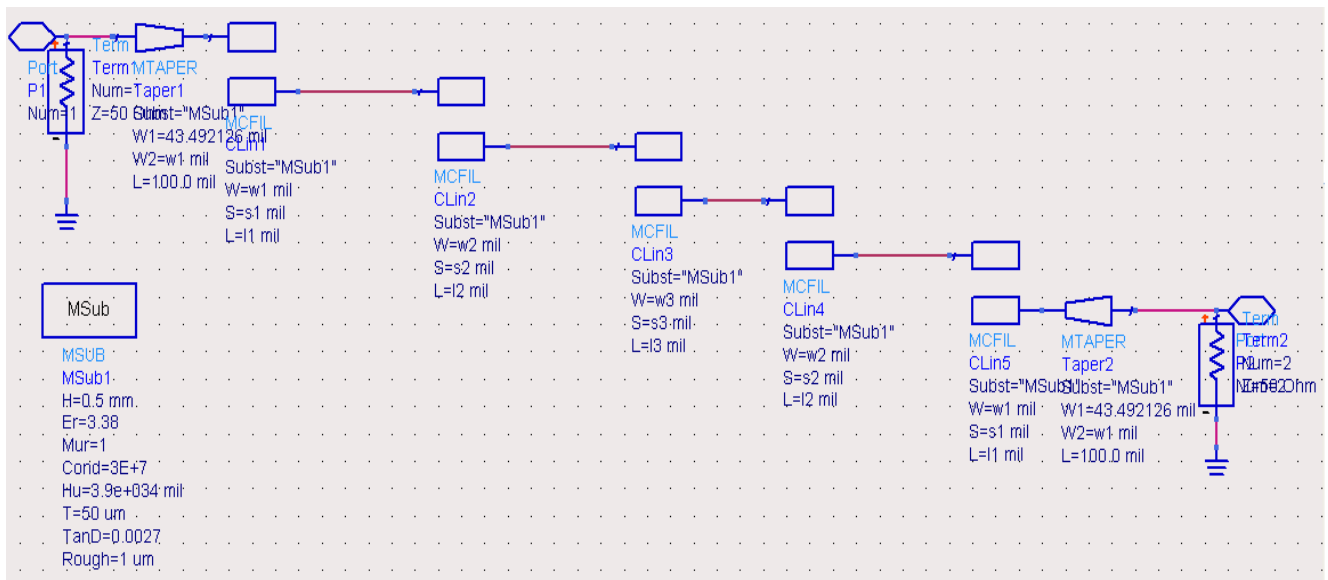 Port
P1
Num=1
Term
Term1
Num=1
Z=50 Ohm
MTAPER
Taper1
Subst="MSub1"
W1=43.492126 mil
W2=w1 mil
L=100.0 mil
MCFIL
CLin1
Subst="MSub1"
W=w1 mil
S=s1 mil
L=l1 mil
MCFIL
CLin2
Subst="MSub1"
W=w2 mil
S=s2 mil
L=l2 mil
MCFIL
CLin3
Subst="MSub1"
W=w3 mil
S=s3 mil
L=l3 mil
MCFIL
CLin4
Subst="MSub1"
W=w2 mil
S=s2 mil
L=l2 mil
MCFIL
CLin5
Subst="MSub1"
W=w1 mil
S=s1 mil
L=l1 mil
MTAPER
Taper2
Subst="MSub1"
W1=43.492126 mil
W2=w1 mil
L=100.0 mil
Term
Term2
Num=2
Z=50 Ohm
Port
P2
Num=2
MSub
MSUB
MSub1
H=0.5 mm
Er=3.38
Mur=1
Cond=3E+7
Hu=3.9e+034 mil
T=50 um
TanD=0.0027
Rough=1 um